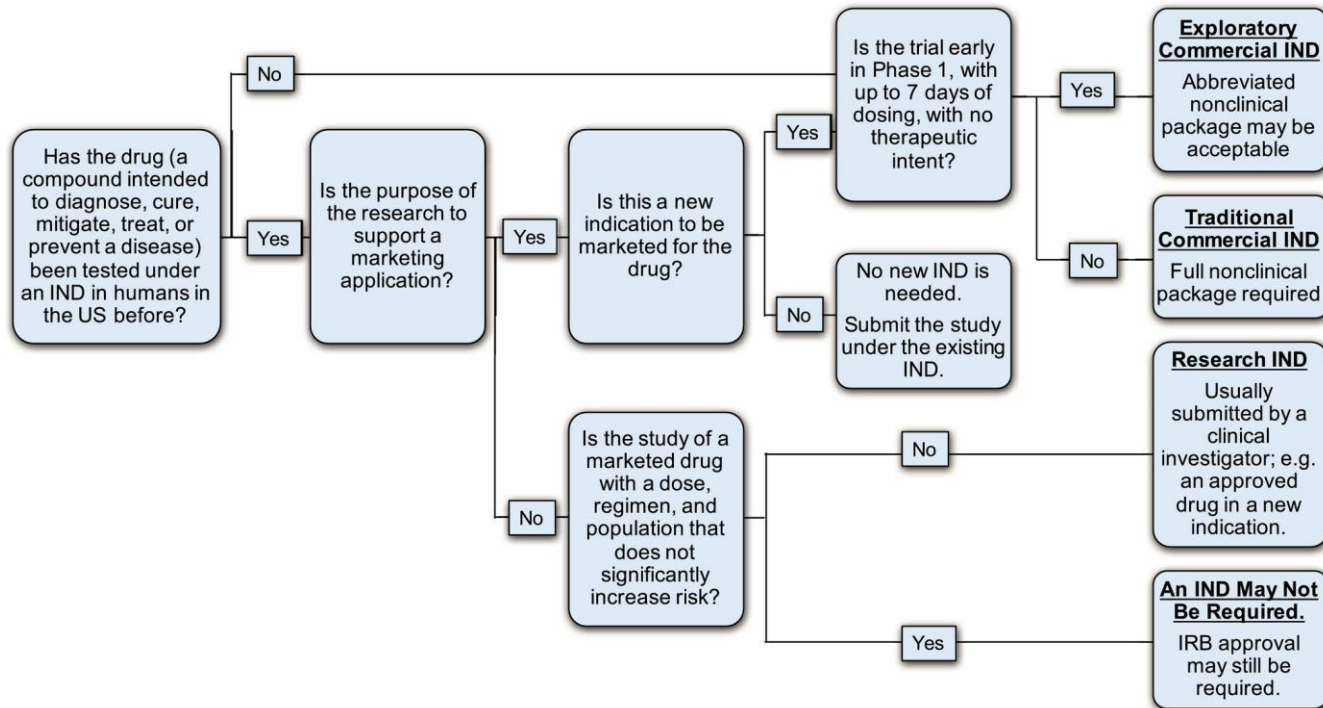 Has the drug (a
compound intended
to diagnose, cure,
mitigate, treat, or
prevent a disease)
been tested under
an IND in humans in
the US before?
No
Yes
Is the purpose of
the research to
support a
marketing
application?
Yes
No
Is this a new
indication to be
marketed for the
drug?
Yes
No
Is the trial early
in Phase 1, with
up to 7 days of
dosing, with no
therapeutic
intent?
Yes
No
Exploratory
Commercial IND
Abbreviated
nonclinical
package may be
acceptable
Traditional
Commercial IND
Full nonclinical
package required
No new IND is
needed.
Submit the study
under the existing
IND.
Is the study of a
marketed drug
with a dose,
regimen, and
population that
does not
significantly
increase risk?
No
Yes
Research IND
Usually
submitted by a
clinical
investigator; e.g.
an approved
drug in a new
indication.
An IND May Not
Be Required.
IRB approval
may still be
required.